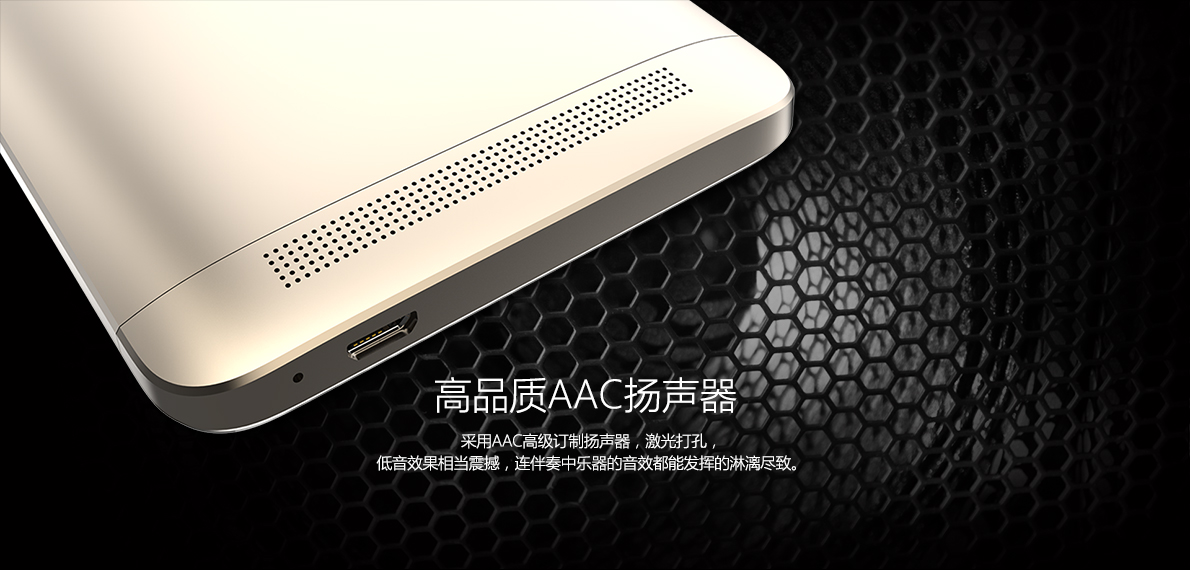 高品质AAC扬声器
采用AAC高级订制扬声器，激光打孔，
低音效果相当震撼，连伴奏中乐器的音效都能发挥的淋漓尽致。